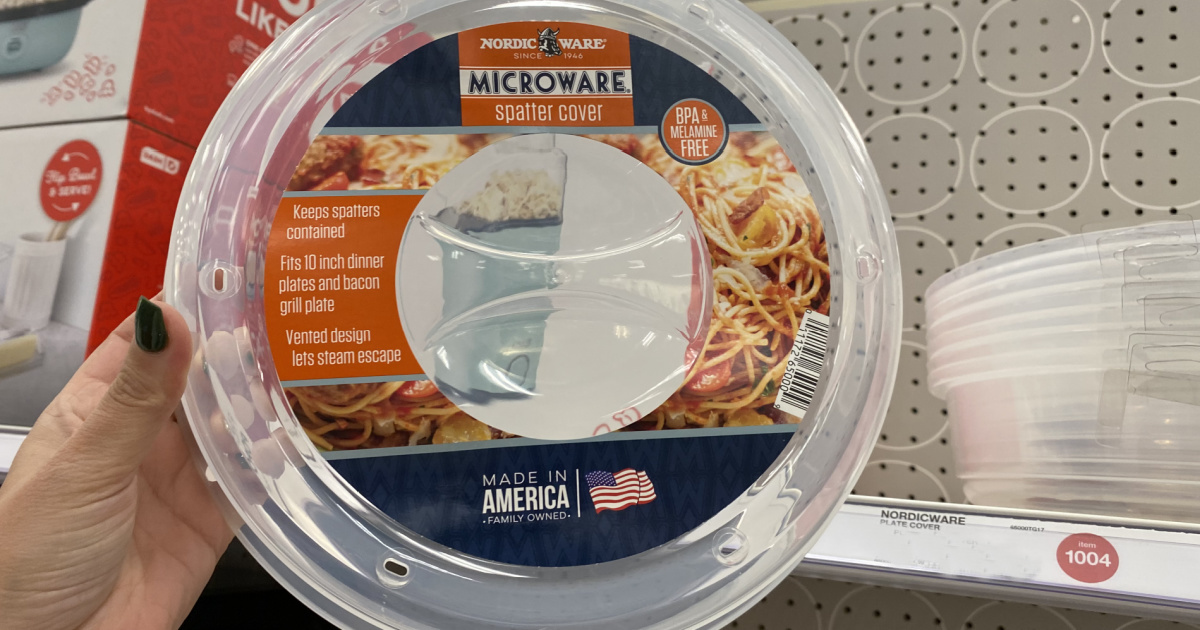 LIKE
DASH
Flip Bowl
& SERVE!
NORDIC WARE®
SINCE 1946
MICROWARE®
spatter cover
BPA &
MELAMINE
FREE
Keeps spatters
contained
Fits 10 inch dinner
plates and bacon
grill plate
Vented design
lets steam escape
MADE IN
AMERICA
•FAMILY OWNED•
NORDICWARE
PLATE COVER
item
1004